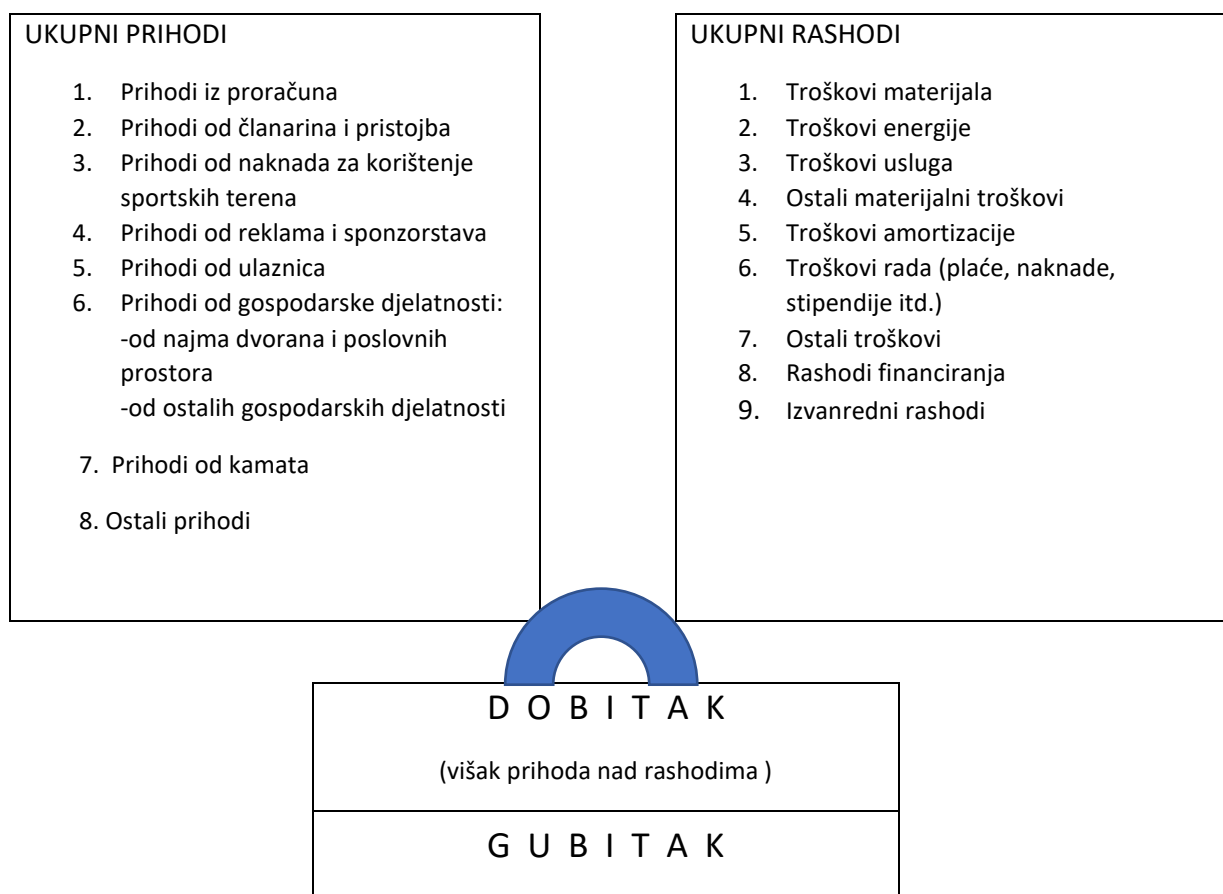 UKUPNI PRIHODI
1. Prihodi iz proračuna
2. Prihodi od članarina i pristojba
3. Prihodi od naknada za korištenje
sportskih terena
4. Prihodi od reklama i sponzorstava
5. Prihodi od ulaznica
6. Prihodi od gospodarske djelatnosti:
-od najma dvorana i poslovnih
prostora
-od ostalih gospodarskih djelatnosti
7. Prihodi od kamata
8. Ostali prihodi
UKUPNI RASHODI
1. Troškovi materijala
2. Troškovi energije
3. Troškovi usluga
4. Ostali materijalni troškovi
5. Troškovi amortizacije
6. Troškovi rada (plaće, naknade,
stipendije itd.)
7. Ostali troškovi
8. Rashodi financiranja
9. Izvanredni rashodi
D O B I T A K
(višak prihoda nad rashodima )
G U B I T A K